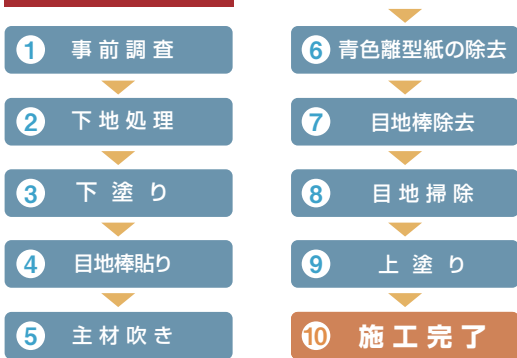 1 事前調査
2 下地処理
3 下塗り
4 目地棒貼り
5 主材吹き
6 青色離型紙の除去
7 目地棒除去
8 目地掃除
9 上塗り
10 施工完了